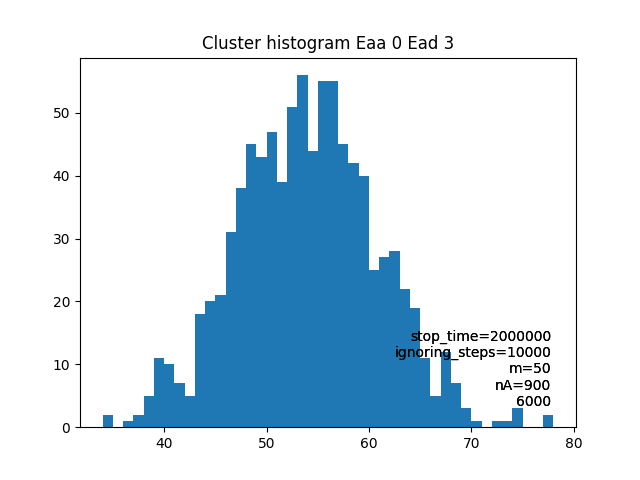 Cluster histogram Eaa 0 Ead 3
50
40
30
20
10
0
stop_time=2000000
ignoring_steps=10000
m=50
nA=900
6000
40 50 60 70 80